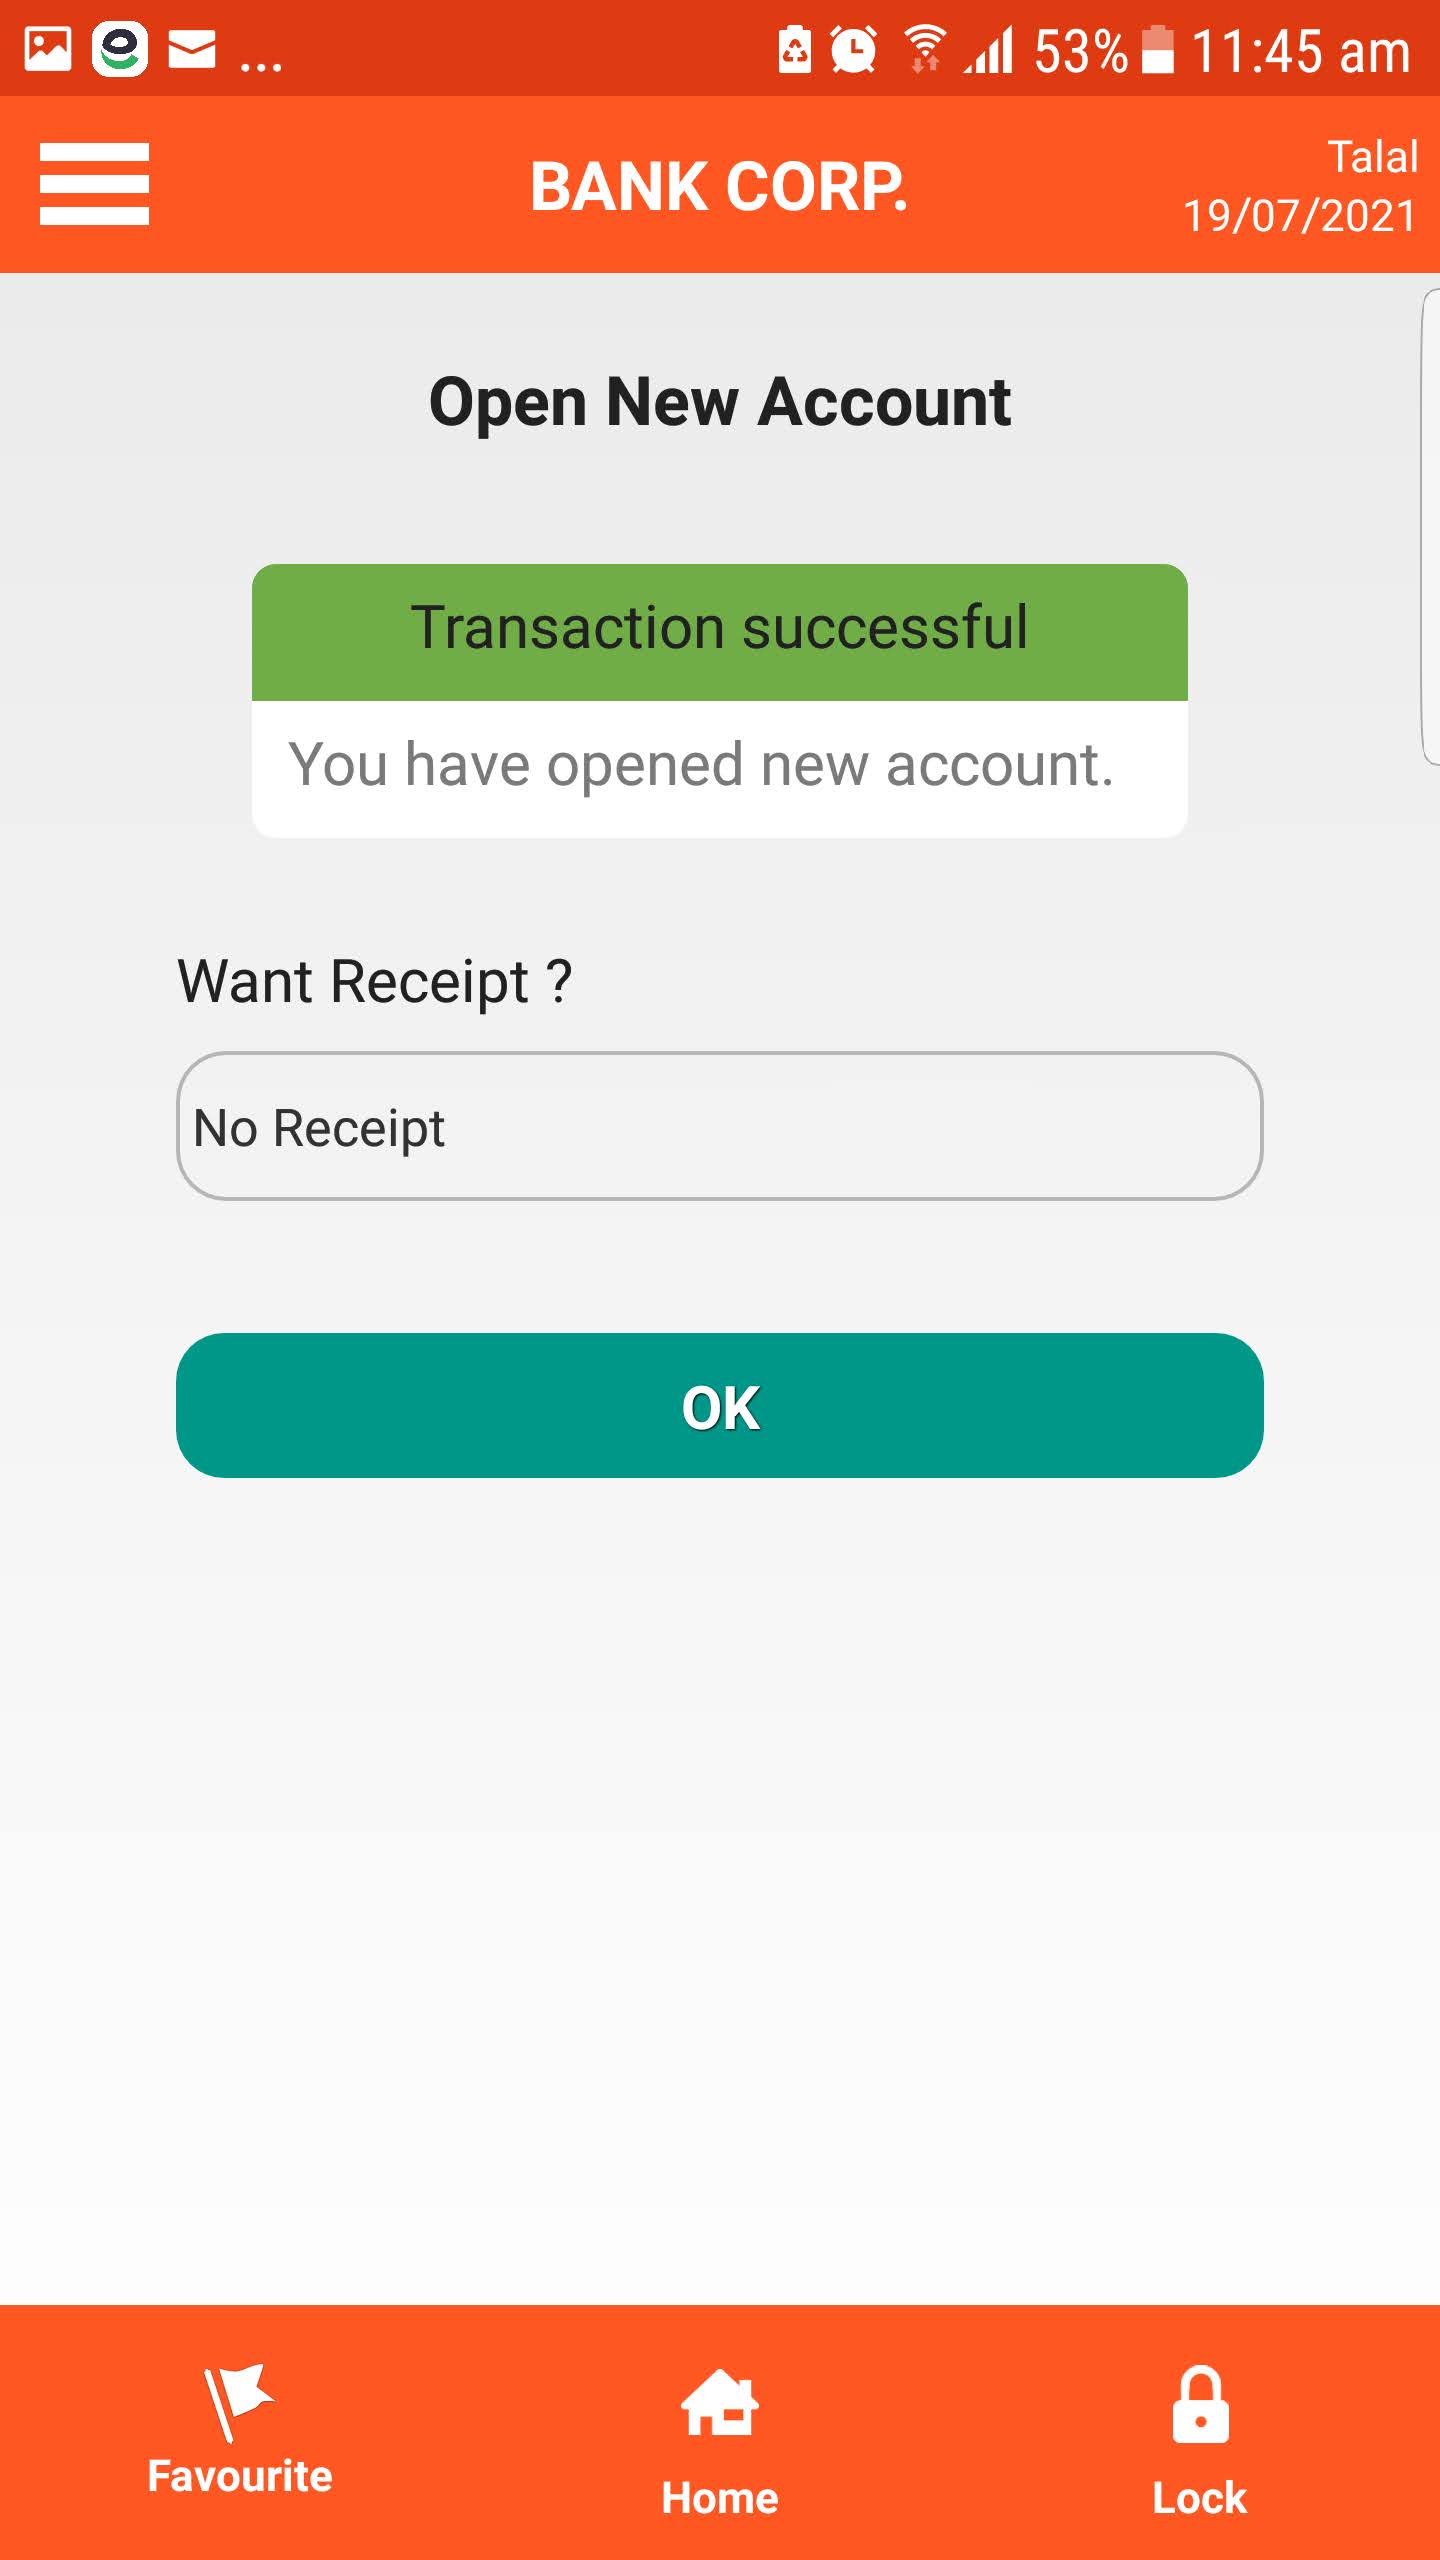 ... 53% 11:45 am
BANK CORP.
Talal
19/07/2021
Open New Account
Transaction successful
You have opened new account.
Want Receipt ?
No Receipt
OK
Favourite
Home
Lock